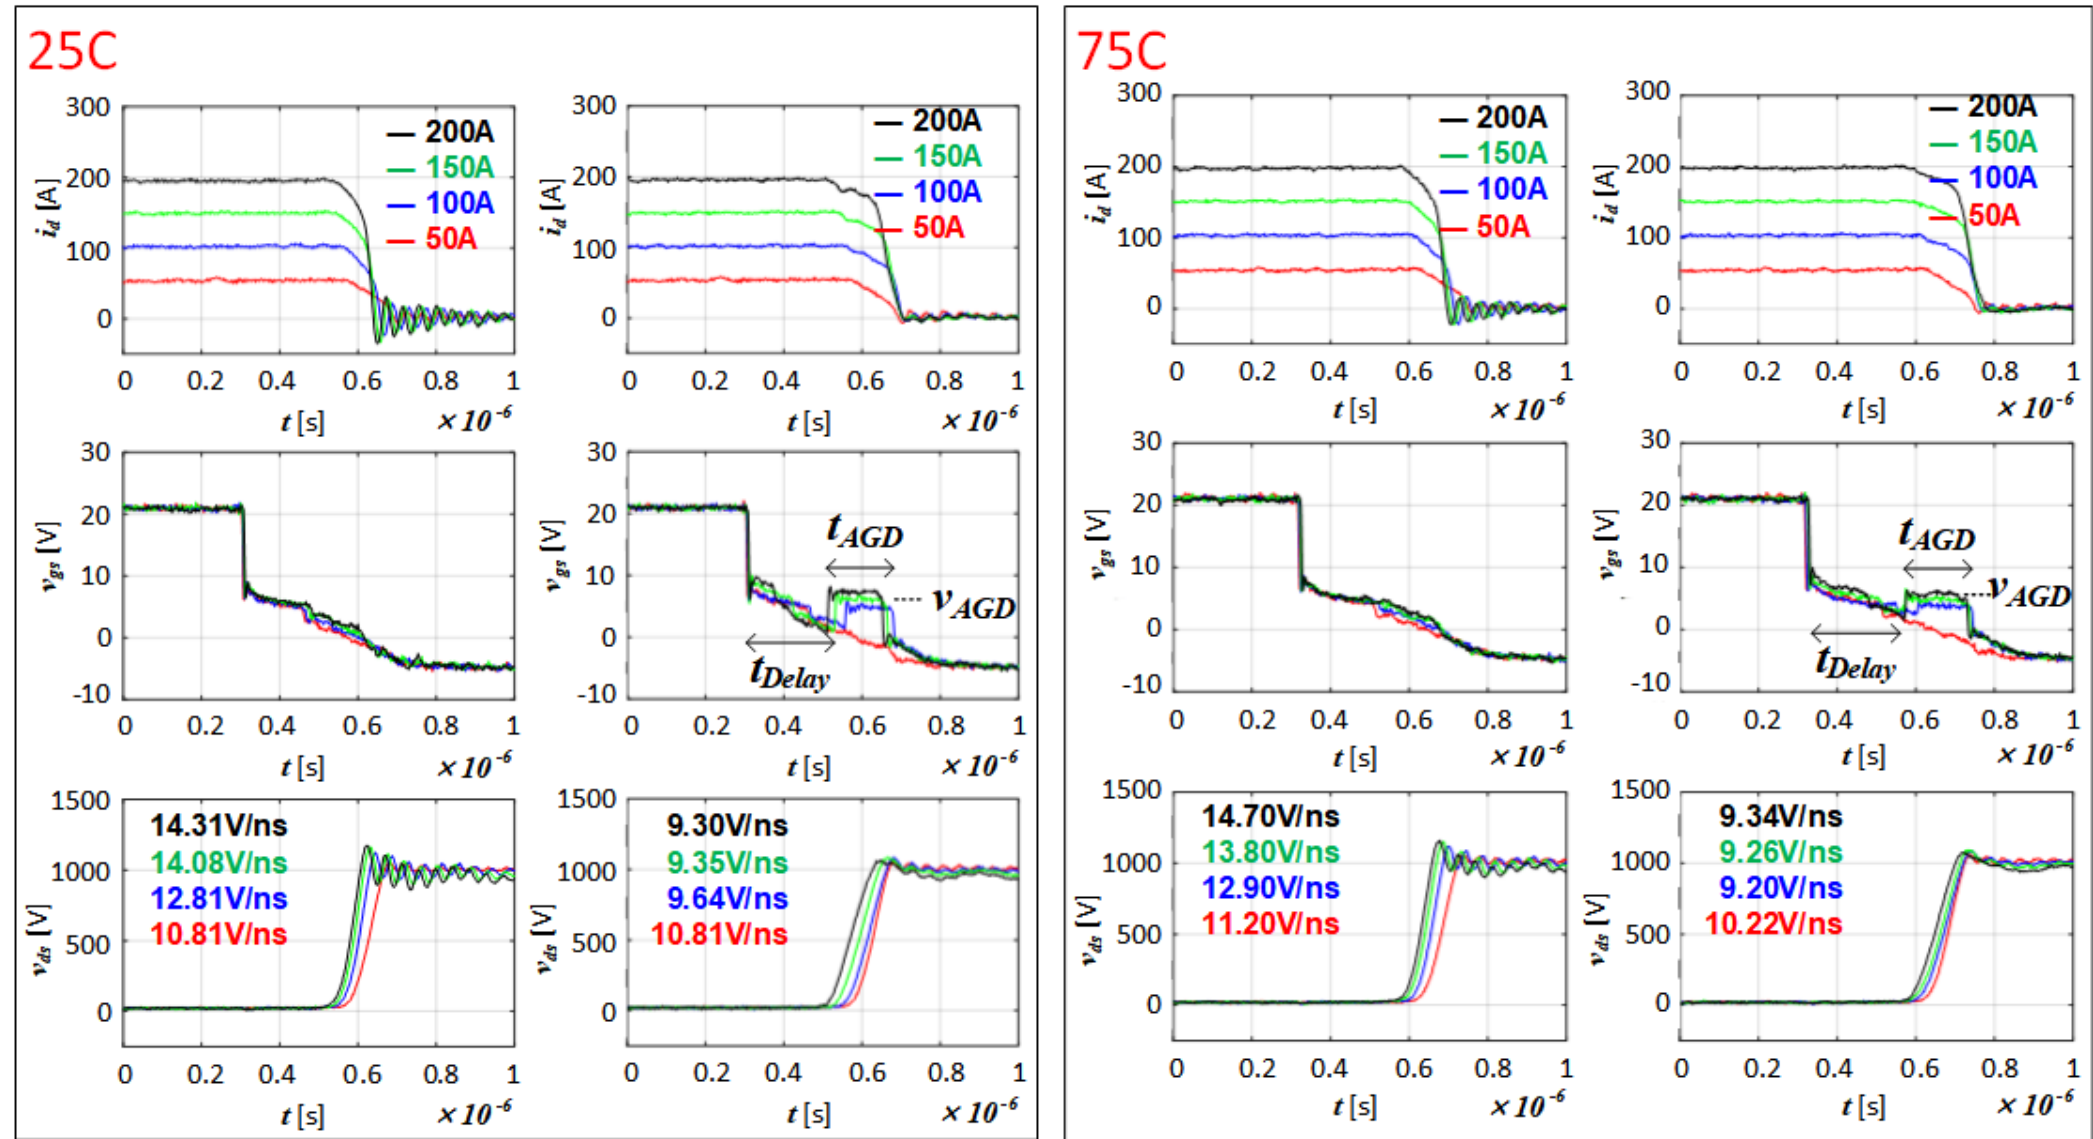 25C
300
200
100
0
i_d [A]
200A
150A
100A
50A
0 0.2 0.4 0.6 0.8 1
t [s] × 10⁻⁶
300
200
100
0
i_d [A]
200A
150A
100A
50A
0 0.2 0.4 0.6 0.8 1
t [s] × 10⁻⁶
30
20
10
0
-10
v_gs [V]
0 0.2 0.4 0.6 0.8 1
t [s] × 10⁻⁶
30
20
10
0
-10
v_gs [V]
t_AGD
v_AGD
t_Delay
0 0.2 0.4 0.6 0.8 1
t [s] × 10⁻⁶
1500
1000
500
0
v_ds [V]
14.31V/ns
14.08V/ns
12.81V/ns
10.81V/ns
0 0.2 0.4 0.6 0.8 1
t [s] × 10⁻⁶
1500
1000
500
0
v_ds [V]
9.30V/ns
9.35V/ns
9.64V/ns
10.81V/ns
0 0.2 0.4 0.6 0.8 1
t [s] × 10⁻⁶
75C
300
200
100
0
i_d [A]
200A
150A
100A
50A
0 0.2 0.4 0.6 0.8 1
t [s] × 10⁻⁶
300
200
100
0
i_d [A]
200A
150A
100A
50A
0 0.2 0.4 0.6 0.8 1
t [s] × 10⁻⁶
30
20
10
0
-10
v_gs [V]
0 0.2 0.4 0.6 0.8 1
t [s] × 10⁻⁶
30
20
10
0
-10
v_gs [V]
t_AGD
v_AGD
t_Delay
0 0.2 0.4 0.6 0.8 1
t [s] × 10⁻⁶
1500
1000
500
0
v_ds [V]
14.70V/ns
13.80V/ns
12.90V/ns
11.20V/ns
0 0.2 0.4 0.6 0.8 1
t [s] × 10⁻⁶
1500
1000
500
0
v_ds [V]
9.34V/ns
9.26V/ns
9.20V/ns
10.22V/ns
0 0.2 0.4 0.6 0.8 1
t [s] × 10⁻⁶